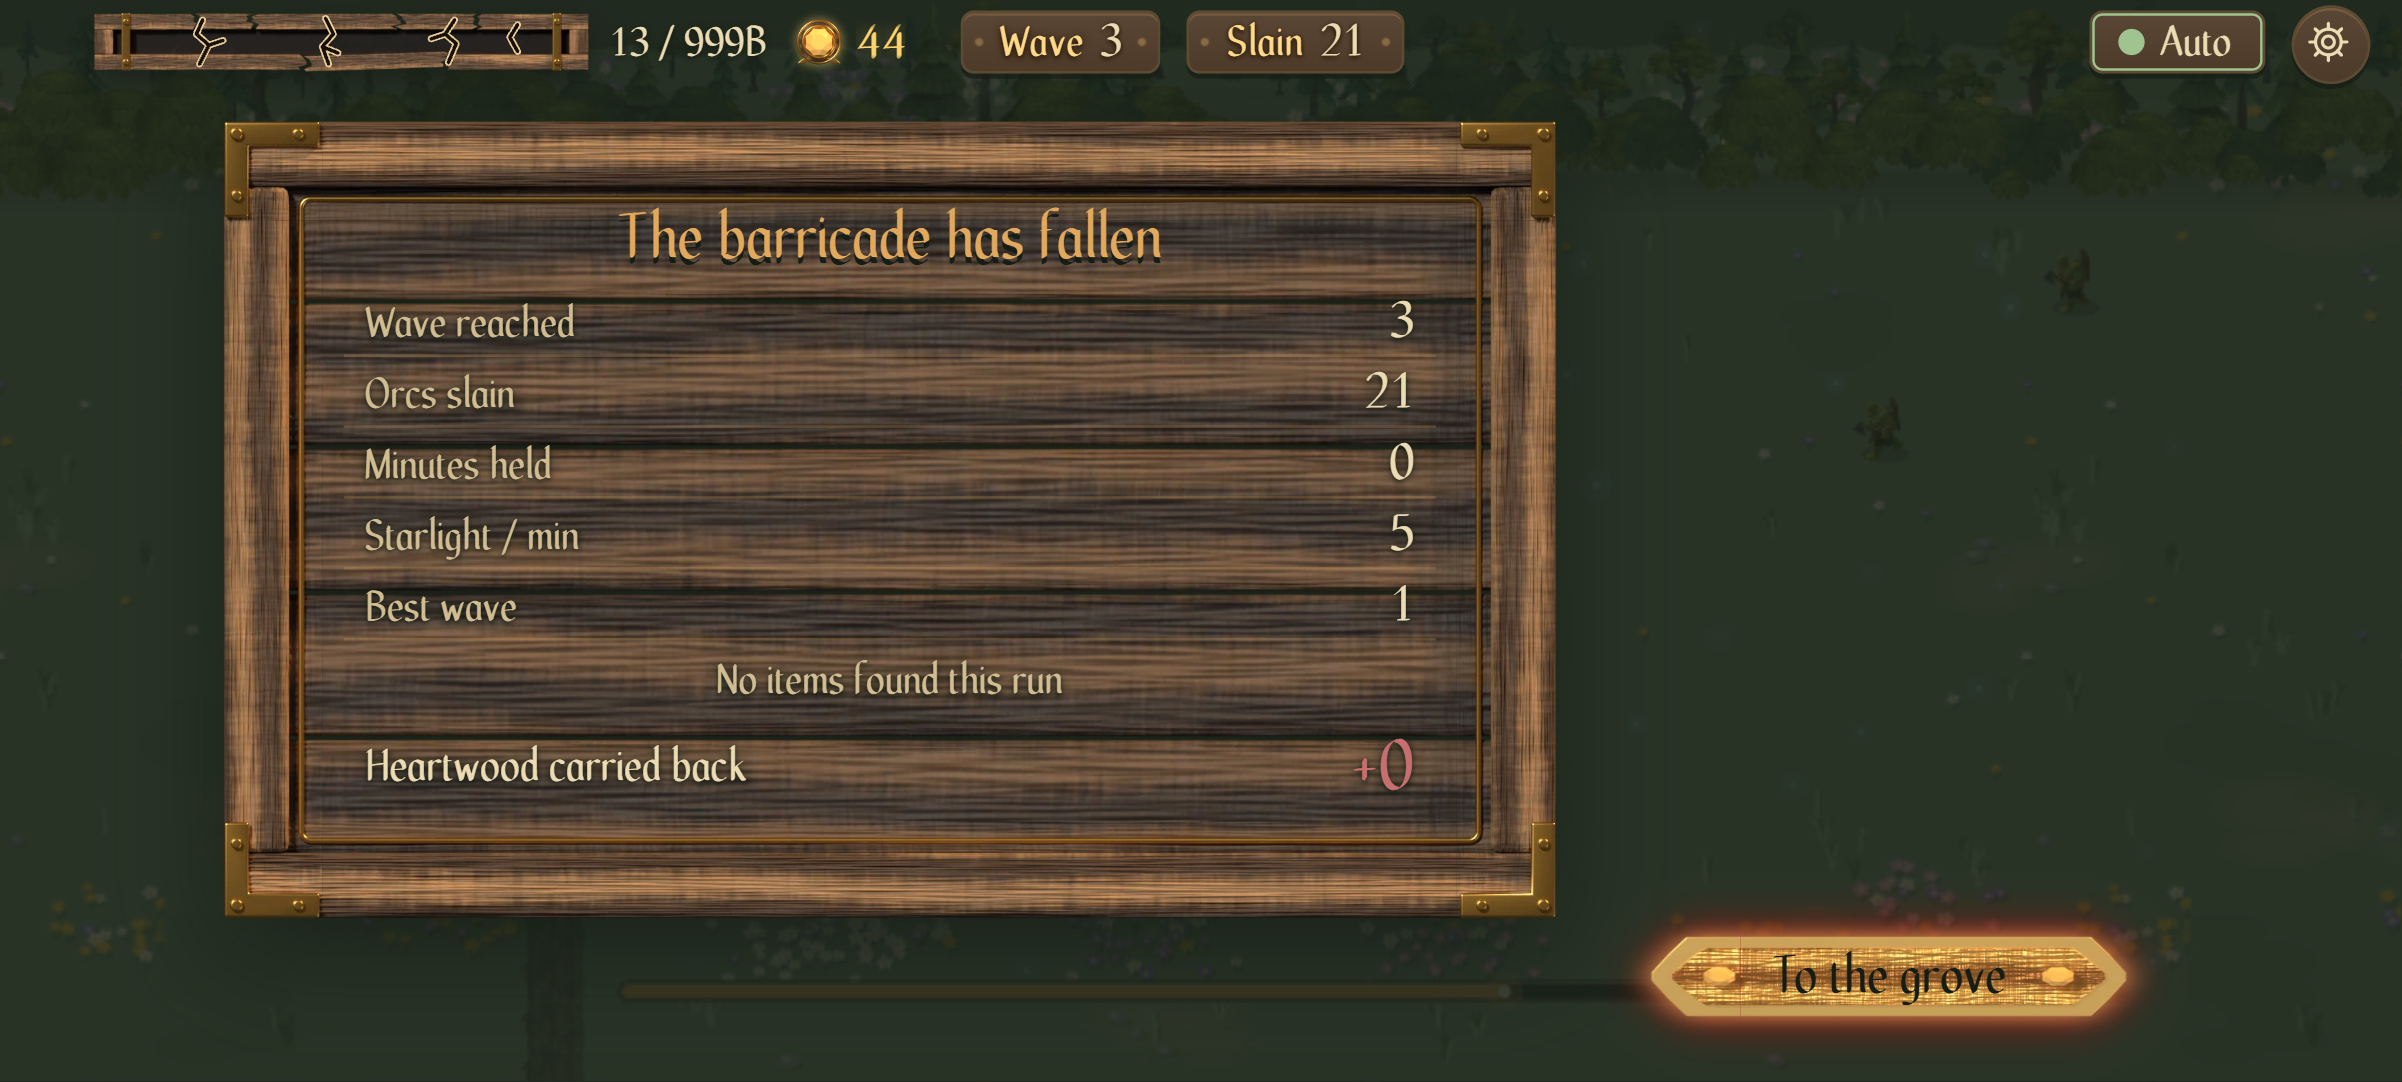 13 / 999B
44
Wave 3
Slain 21
Auto
The barricade has fallen
Wave reached 3
Orcs slain 21
Minutes held 0
Starlight / min 5
Best wave 1
No items found this run
Heartwood carried back +0
To the grove